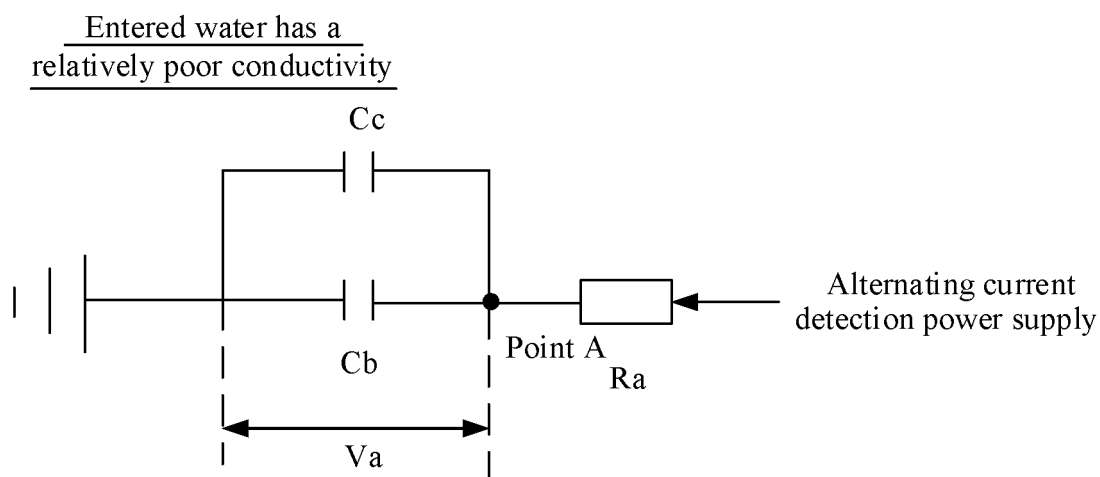 Entered water has a
relatively poor conductivity
Cc
Alternating current
detection power supply
Point A
Cb
Ra
Va